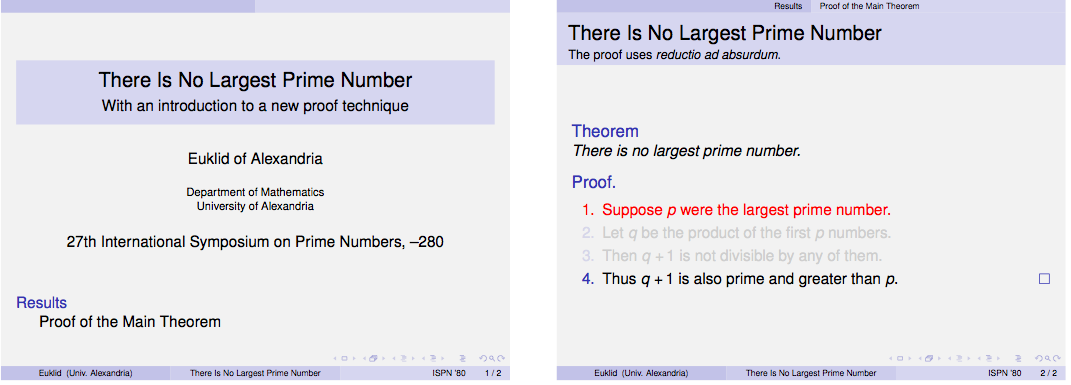 There Is No Largest Prime Number
With an introduction to a new proof technique
Euklid of Alexandria
Department of Mathematics
University of Alexandria
27th International Symposium on Prime Numbers, –280
Results
Proof of the Main Theorem
Euklid (Univ. Alexandria) There Is No Largest Prime Number ISPN '80 1 / 2
Results Proof of the Main Theorem
There Is No Largest Prime Number
The proof uses reductio ad absurdum.
Theorem
There is no largest prime number.
Proof.
1. Suppose p were the largest prime number.
2. Let q be the product of the first p numbers.
3. Then q + 1 is not divisible by any of them.
4. Thus q + 1 is also prime and greater than p.
Euklid (Univ. Alexandria) There Is No Largest Prime Number ISPN '80 2 / 2